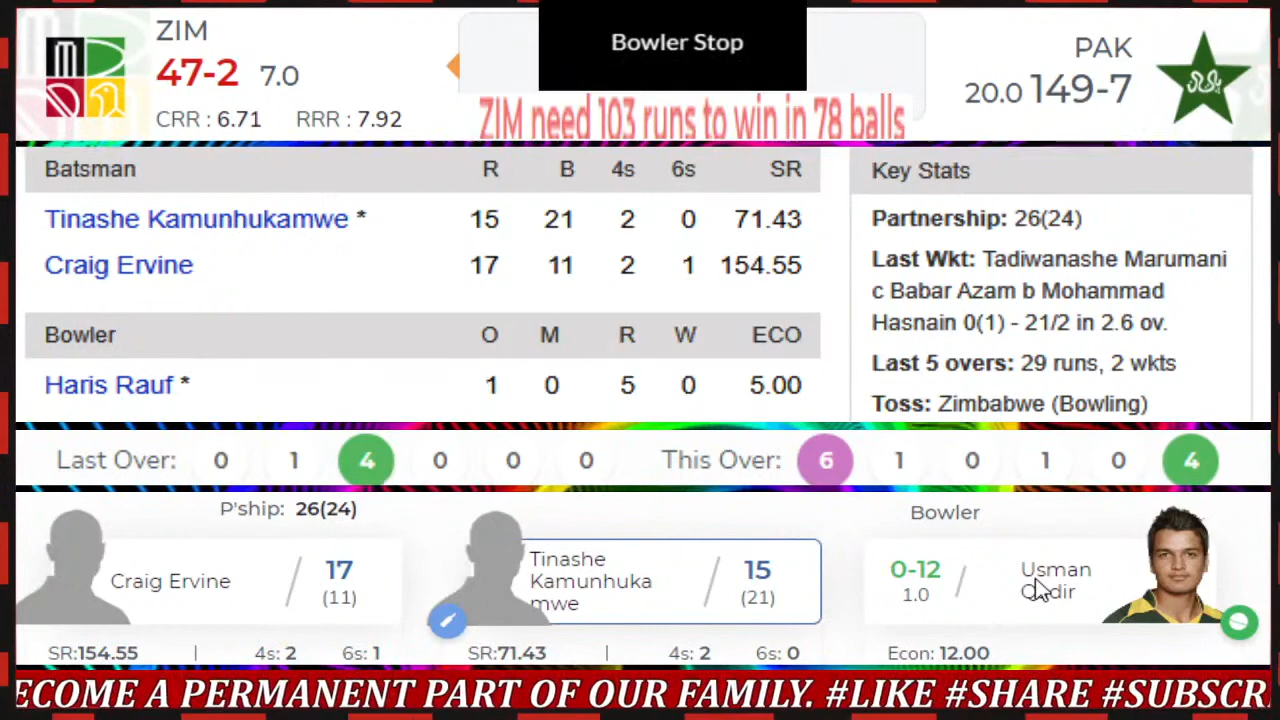 ZIM
47-2 7.0
CRR : 6.71 RRR : 7.92
Bowler Stop
ZIM need 103 runs to win in 78 balls
PAK
20.0 149-7
Batsman R B 4s 6s SR
Tinashe Kamunhukamwe * 15 21 2 0 71.43
Craig Ervine 17 11 2 1 154.55
Bowler O M R W ECO
Haris Rauf * 1 0 5 0 5.00
Key Stats
Partnership: 26(24)
Last Wkt: Tadiwanashe Marumani
c Babar Azam b Mohammad
Hasnain 0(1) - 21/2 in 2.6 ov.
Last 5 overs: 29 runs, 2 wkts
Toss: Zimbabwe (Bowling)
Last Over: 0 1 4 0 0 0 This Over: 6 1 0 1 0 4
P'ship: 26(24)
Craig Ervine / 17
(11)
SR:154.55 | 4s: 2 6s: 1
Tinashe
Kamunhuka
mwe / 15
(21)
SR:71.43 | 4s: 2 6s: 0
Bowler
0-12
1.0 / Usman
Qadir
Econ: 12.00
ECOME A PERMANENT PART OF OUR FAMILY. #LIKE #SHARE #SUBSCR